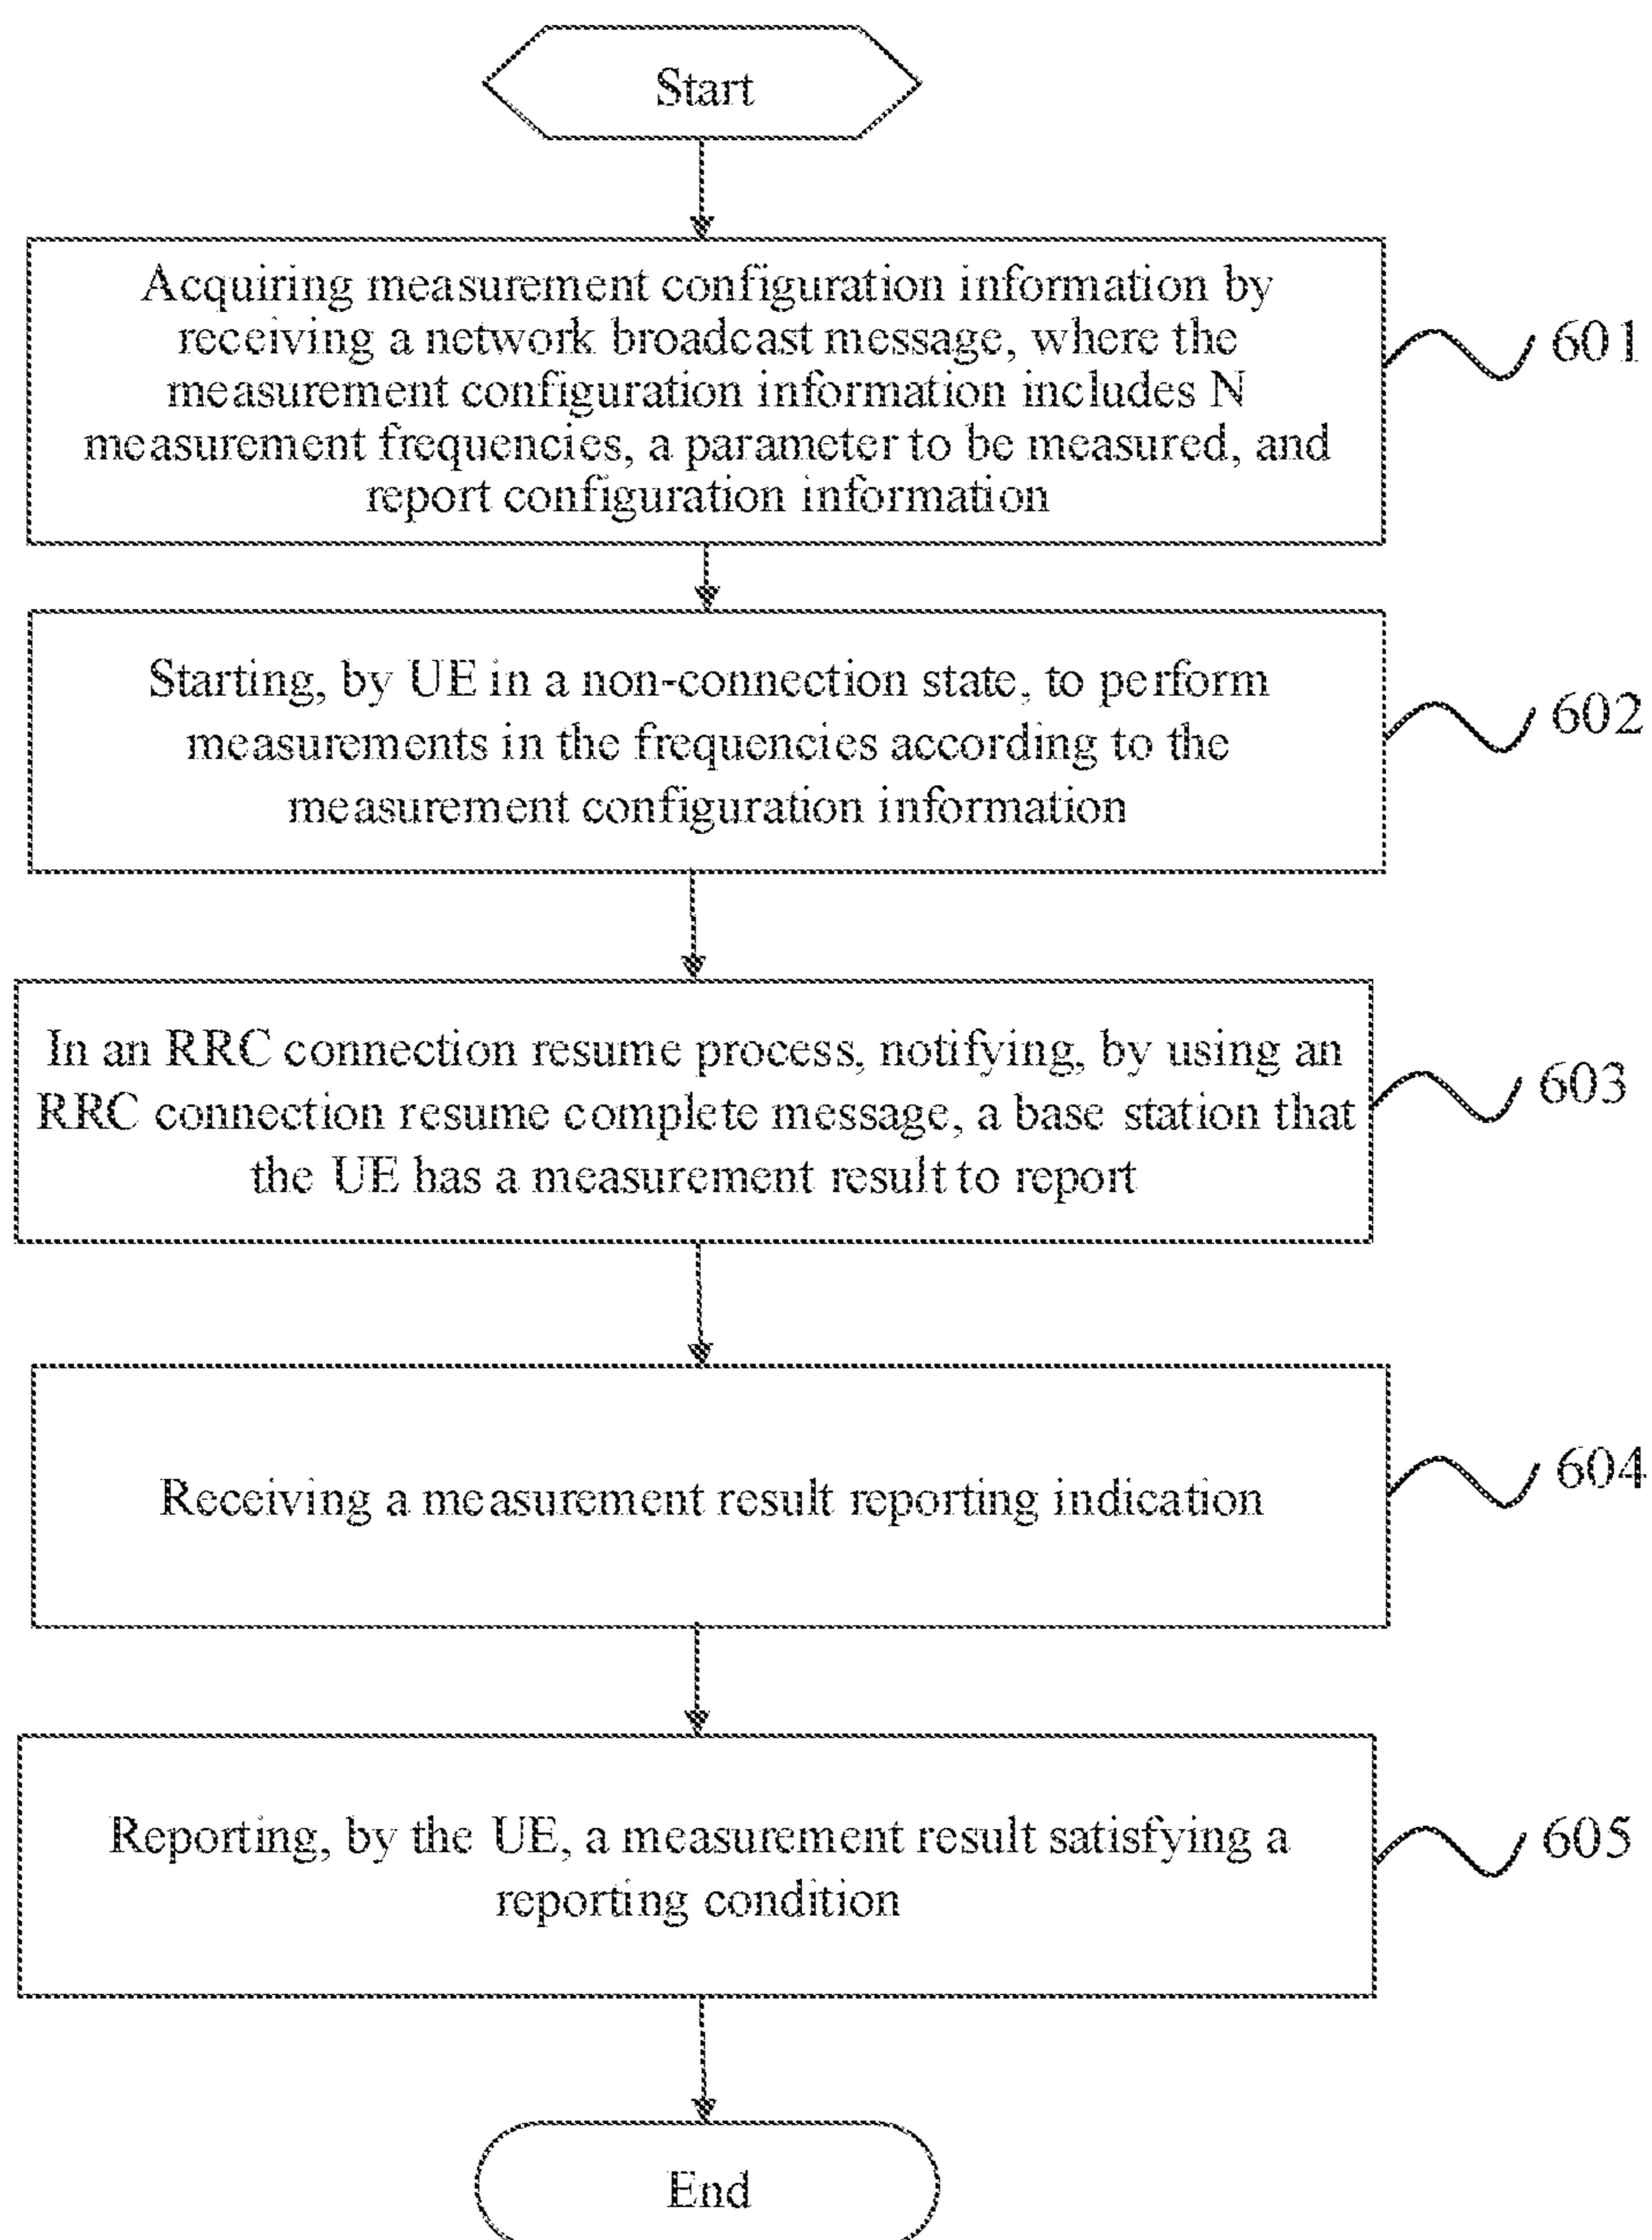 Start
Acquiring measurement configuration information by
receiving a network broadcast message, where the
measurement configuration information includes N
measurement frequencies, a parameter to be measured, and
report configuration information
601
Starting, by UE in a non-connection state, to perform
measurements in the frequencies according to the
measurement configuration information
602
In an RRC connection resume process, notifying, by using an
RRC connection resume complete message, a base station that
the UE has a measurement result to report
603
Receiving a measurement result reporting indication
604
Reporting, by the UE, a measurement result satisfying a
reporting condition
605
End